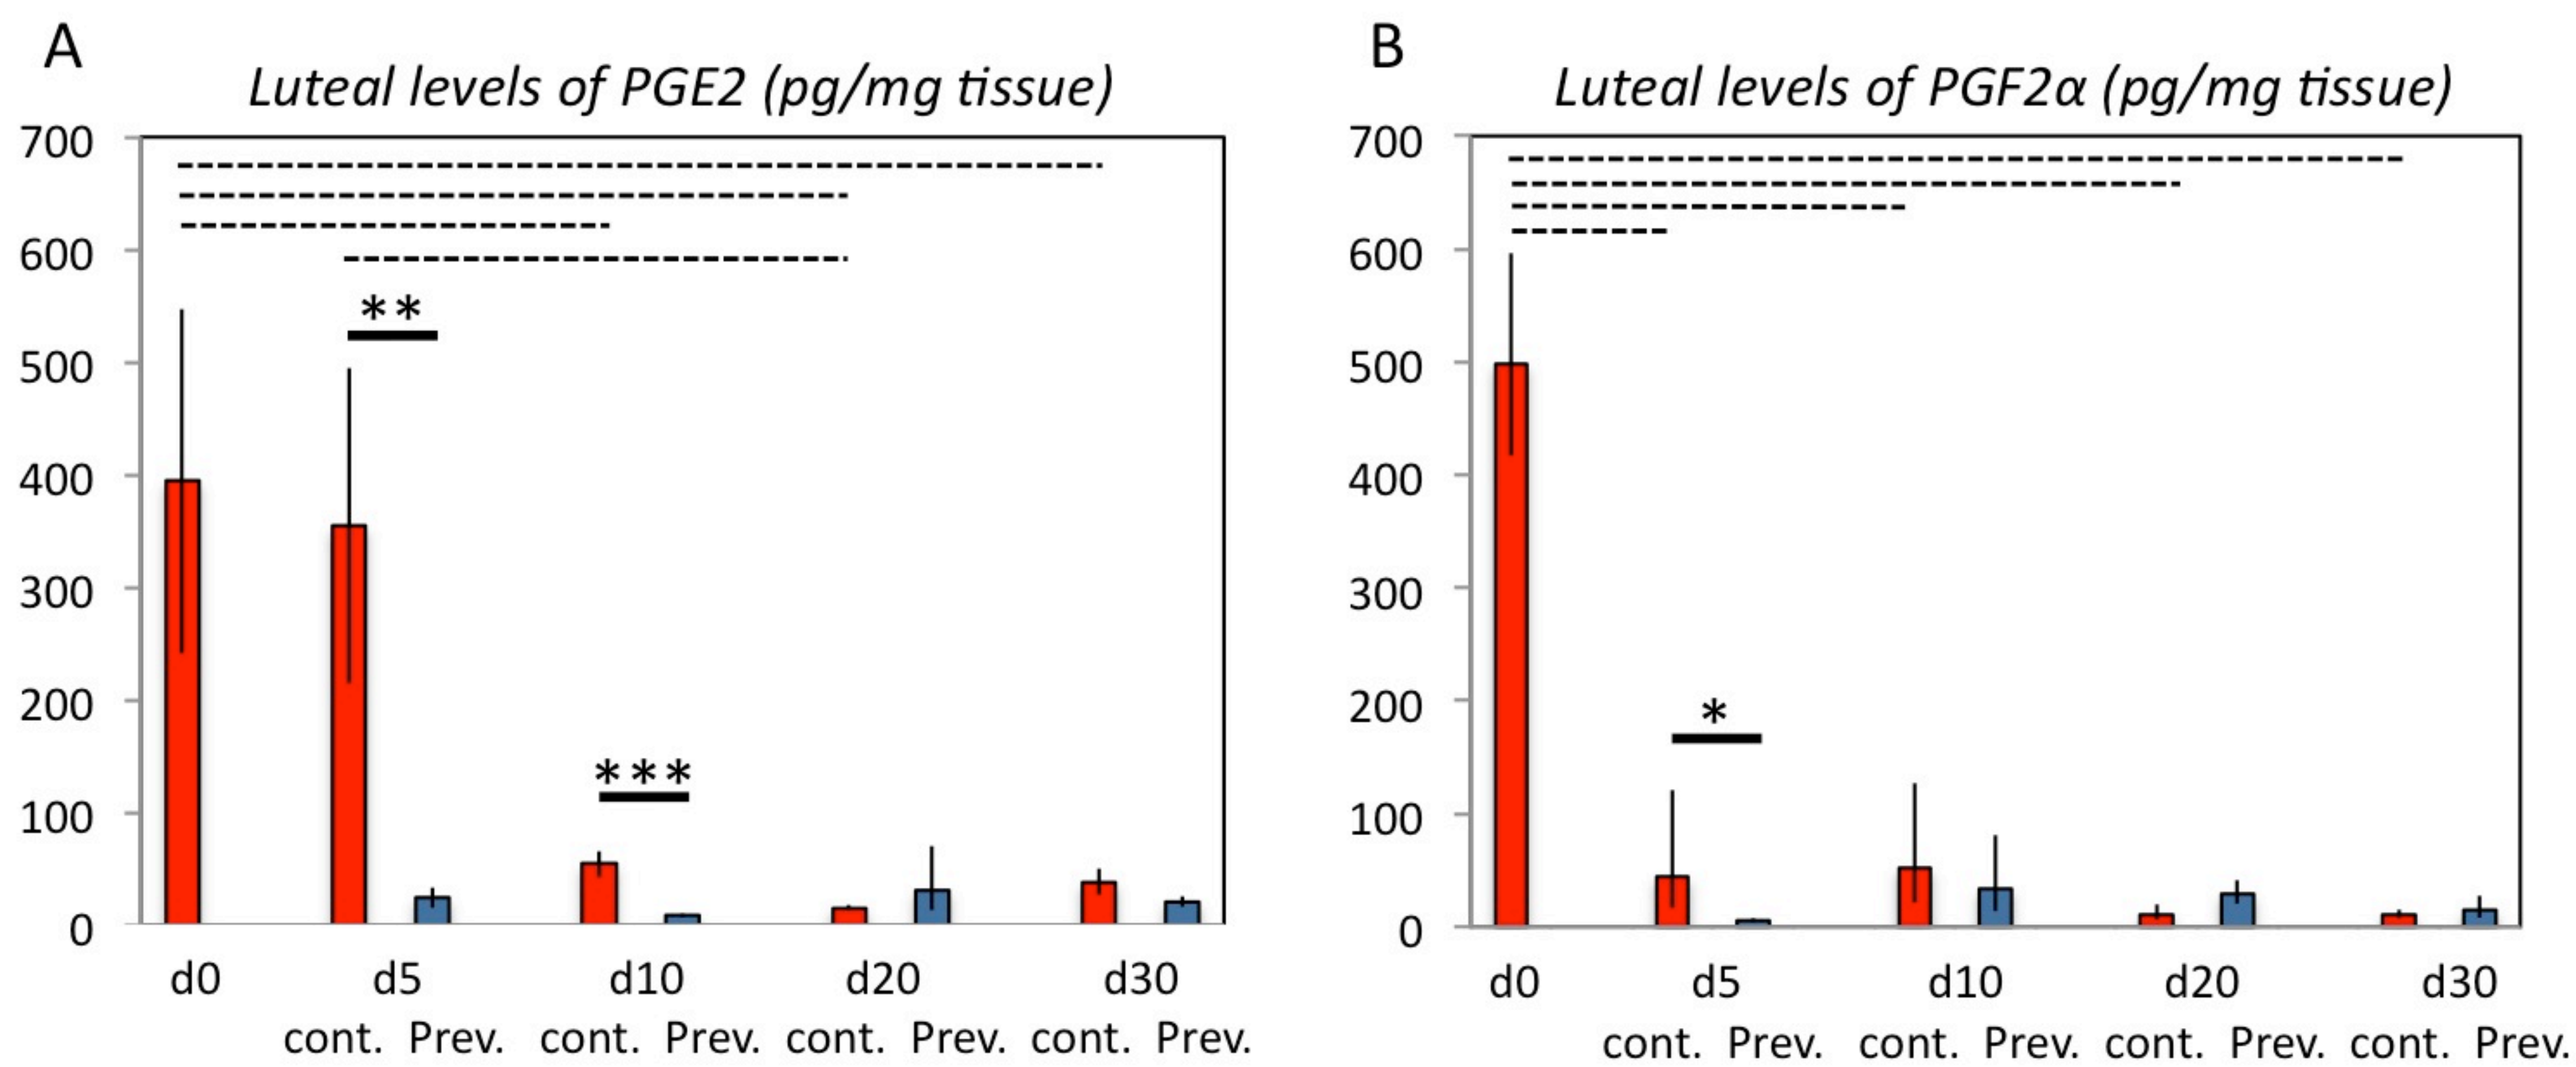 A
Luteal levels of PGE2 (pg/mg tissue)
700
600
500
400
300
200
100
0
**
***
d0 d5 d10 d20 d30
cont. Prev. cont. Prev. cont. Prev. cont. Prev.
B
Luteal levels of PGF2α (pg/mg tissue)
700
600
500
400
300
200
100
0
*
d0 d5 d10 d20 d30
cont. Prev. cont. Prev. cont. Prev. cont. Prev.